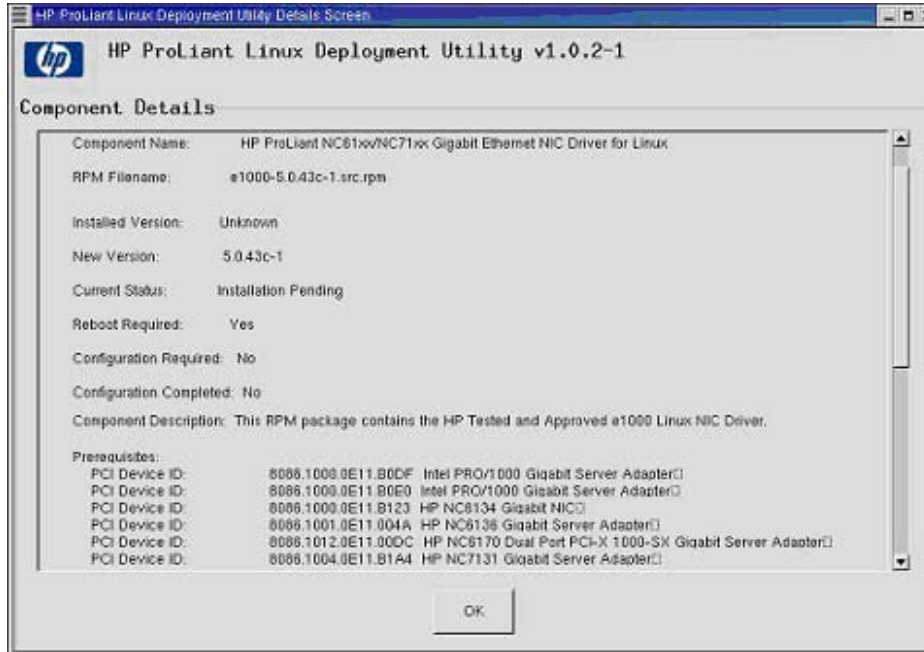 HP ProLiant Linux Deployment Utility Details Screen
hp
HP ProLiant Linux Deployment Utility v1.0.2-1
Component Details
Component Name: HP ProLiant NC61xx/NC71xx Gigabit Ethernet NIC Driver for Linux
RPM Filename: e1000-5.0.43c-1.src.rpm
Installed Version: Unknown
New Version: 5.0.43c-1
Current Status: Installation Pending
Reboot Required: Yes
Configuration Required: No
Configuration Completed: No
Component Description: This RPM package contains the HP Tested and Approved e1000 Linux NIC Driver.
Prerequisites:
PCI Device ID: 8086.1000.0E11.B0DF Intel PRO/1000 Gigabit Server Adapter
PCI Device ID: 8086.1000.0E11.B0E0 Intel PRO/1000 Gigabit Server Adapter
PCI Device ID: 8086.1000.0E11.B123 HP NC6134 Gigabit NIC
PCI Device ID: 8086.1001.0E11.004A HP NC6136 Gigabit Server Adapter
PCI Device ID: 8086.1012.0E11.00DC HP NC6170 Dual Port PCI-X 1000-SX Gigabit Server Adapter
PCI Device ID: 8086.1004.0E11.B1A4 HP NC7131 Gigabit Server Adapter
OK